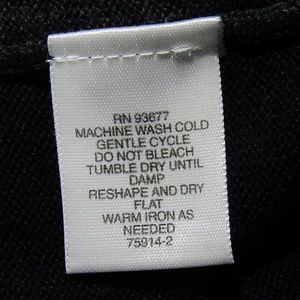 RN 93677
MACHINE WASH COLD
GENTLE CYCLE
DO NOT BLEACH
TUMBLE DRY UNTIL
DAMP
RESHAPE AND DRY
FLAT
WARM IRON AS
NEEDED
75914-2